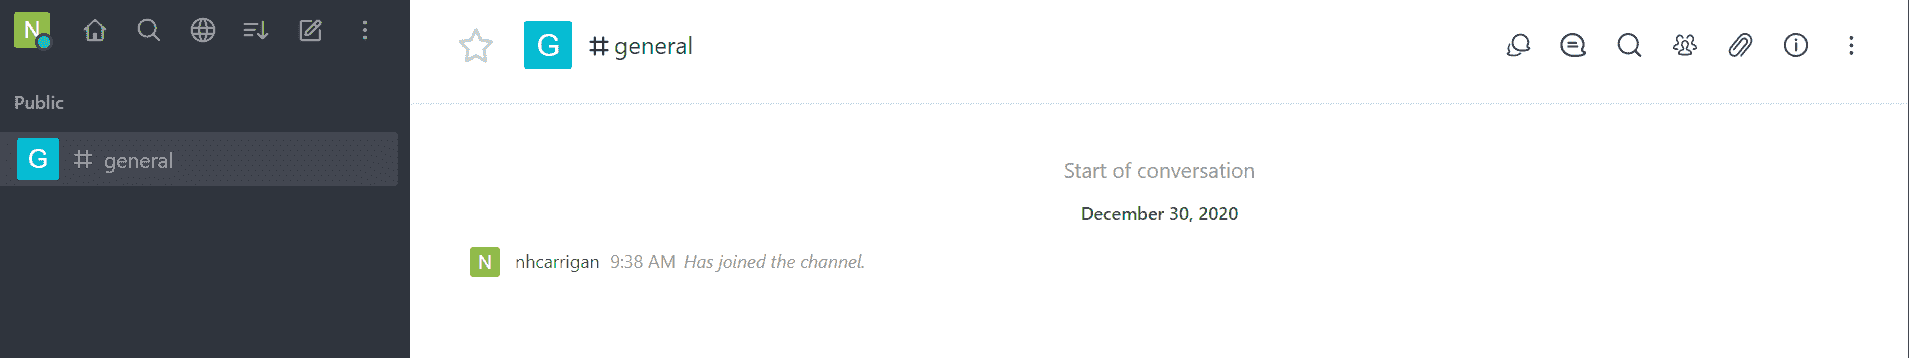 N
Public
G # general
G # general
Start of conversation
December 30, 2020
N nhcarrigan 9:38 AM Has joined the channel.